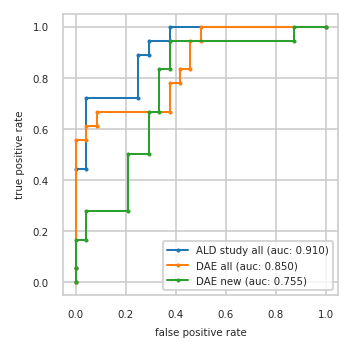 1.0
0.8
0.6
0.4
0.2
0.0
true positive rate
ALD study all (auc: 0.910)
DAE all (auc: 0.850)
DAE new (auc: 0.755)
0.0 0.2 0.4 0.6 0.8 1.0
false positive rate